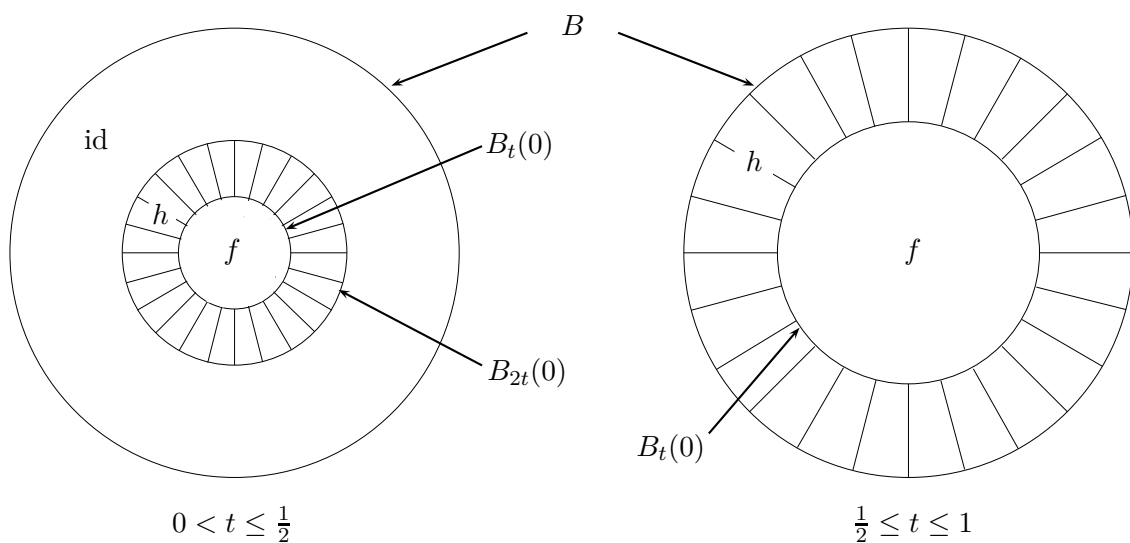 B
id
B_t(0)
h
h
f
f
B_{2t}(0)
B_t(0)
0 < t ≤ 1/2
1/2 ≤ t ≤ 1